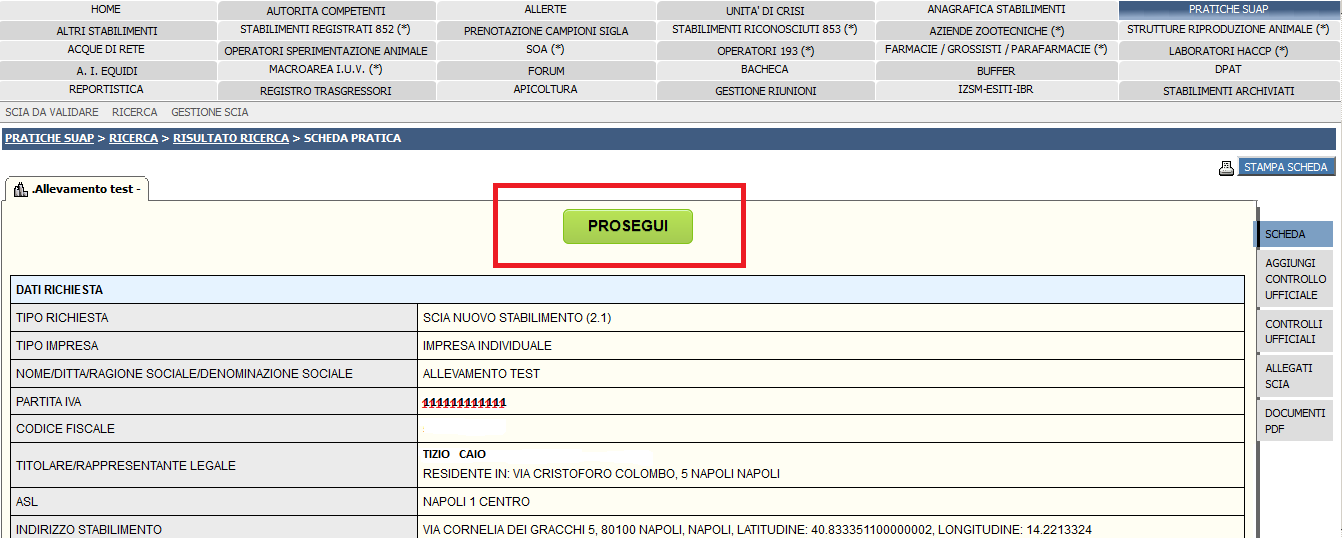 HOME AUTORITA COMPETENTI ALLERTE UNITA' DI CRISI ANAGRAFICA STABILIMENTI PRATICHE SUAP
ALTRI STABILIMENTI STABILIMENTI REGISTRATI 852 (*) PRENOTAZIONE CAMPIONI SIGLA STABILIMENTI RICONOSCIUTI 853 (*) AZIENDE ZOOTECNICHE (*) STRUTTURE RIPRODUZIONE ANIMALE (*)
ACQUE DI RETE OPERATORI SPERIMENTAZIONE ANIMALE SOA (*) OPERATORI 193 (*) FARMACIE / GROSSISTI / PARAFARMACIE (*) LABORATORI HACCP (*)
A. I. EQUIDI MACROAREA I.U.V. (*) FORUM BACHECA BUFFER DPAT
REPORTISTICA REGISTRO TRASGRESSORI APICOLTURA GESTIONE RIUNIONI IZSM-ESITI-IBR STABILIMENTI ARCHIVIATI
SCIA DA VALIDARE RICERCA GESTIONE SCIA
PRATICHE SUAP > RICERCA > RISULTATO RICERCA > SCHEDA PRATICA
STAMPA SCHEDA
.Allevamento test -
PROSEGUI
SCHEDA
AGGIUNGI
CONTROLLO
UFFICIALE
CONTROLLI
UFFICIALI
ALLEGATI
SCIA
DOCUMENTI
PDF
DATI RICHIESTA
TIPO RICHIESTA SCIA NUOVO STABILIMENTO (2.1)
TIPO IMPRESA IMPRESA INDIVIDUALE
NOME/DITTA/RAGIONE SOCIALE/DENOMINAZIONE SOCIALE ALLEVAMENTO TEST
PARTITA IVA
CODICE FISCALE
TITOLARE/RAPPRESENTANTE LEGALE TIZIO CAIO
RESIDENTE IN: VIA CRISTOFORO COLOMBO, 5 NAPOLI NAPOLI
ASL NAPOLI 1 CENTRO
INDIRIZZO STABILIMENTO VIA CORNELIA DEI GRACCHI 5, 80100 NAPOLI, NAPOLI, LATITUDINE: 40.833351100000002, LONGITUDINE: 14.2213324